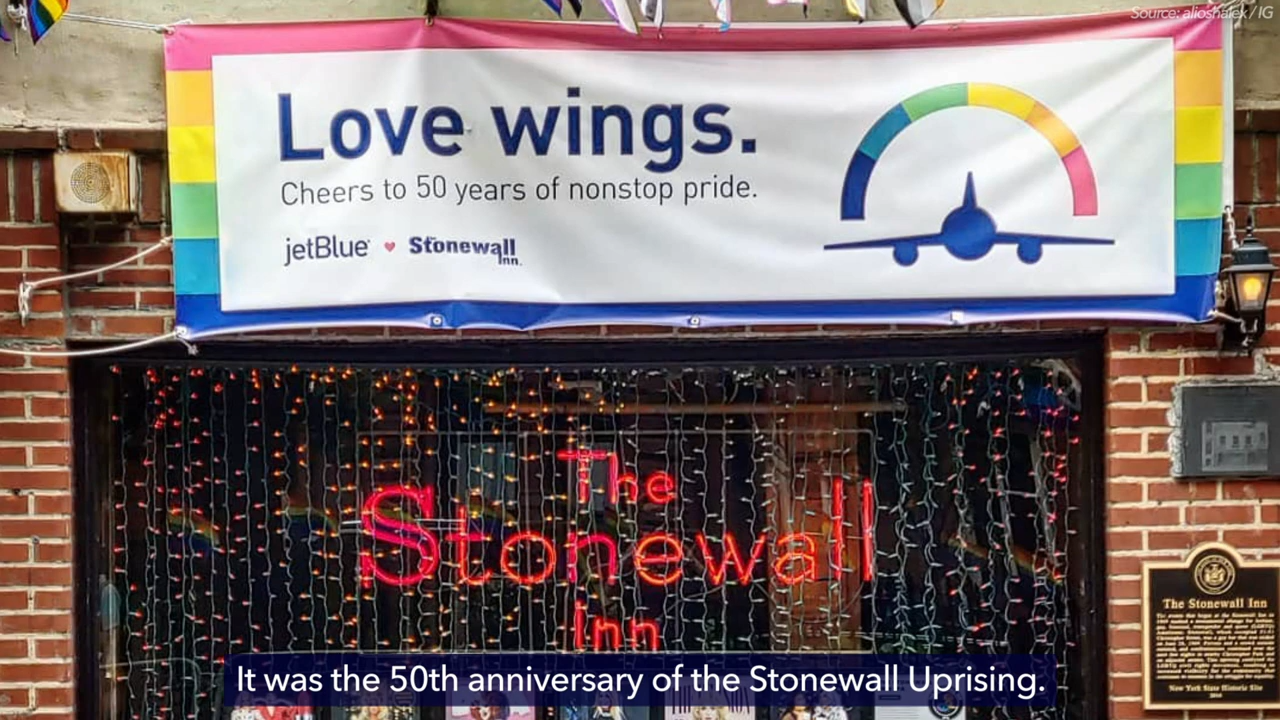 Source: alioshalex / IG
Love wings.
Cheers to 50 years of nonstop pride.
jetBlue ♥ Stonewall Inn.
The
Stonewall
Inn
The Stonewall Inn
New York State Historic Site
It was the 50th anniversary of the Stonewall Uprising.